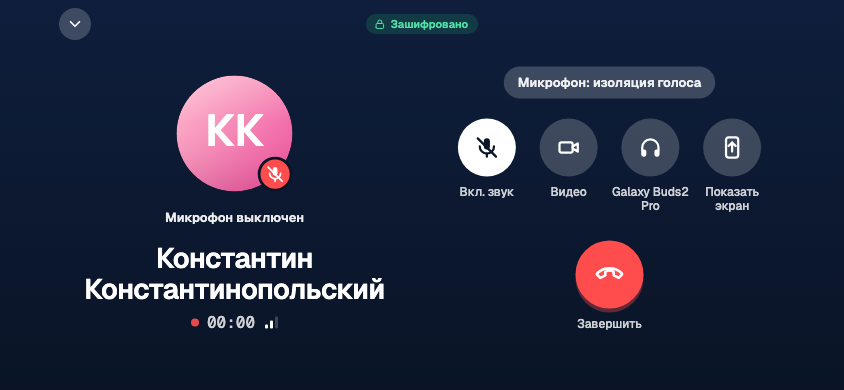 Зашифровано
КК
Микрофон выключен
Константин
Константинопольский
00:00
Микрофон: изоляция голоса
Вкл. звук
Видео
Galaxy Buds2
Pro
Показать
экран
Завершить